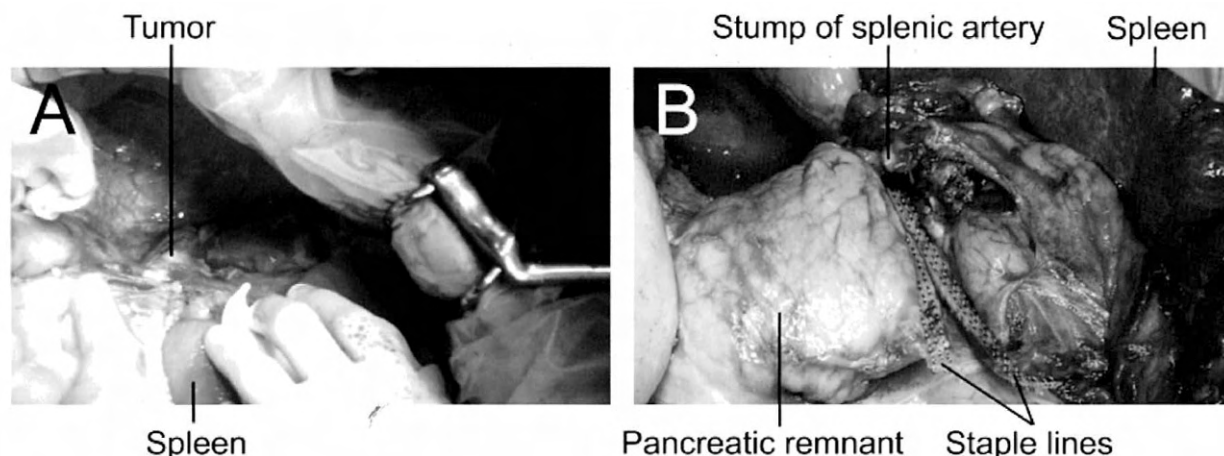 Tumor
Stump of splenic artery
Spleen
A
B
Spleen
Pancreatic remnant
Staple lines